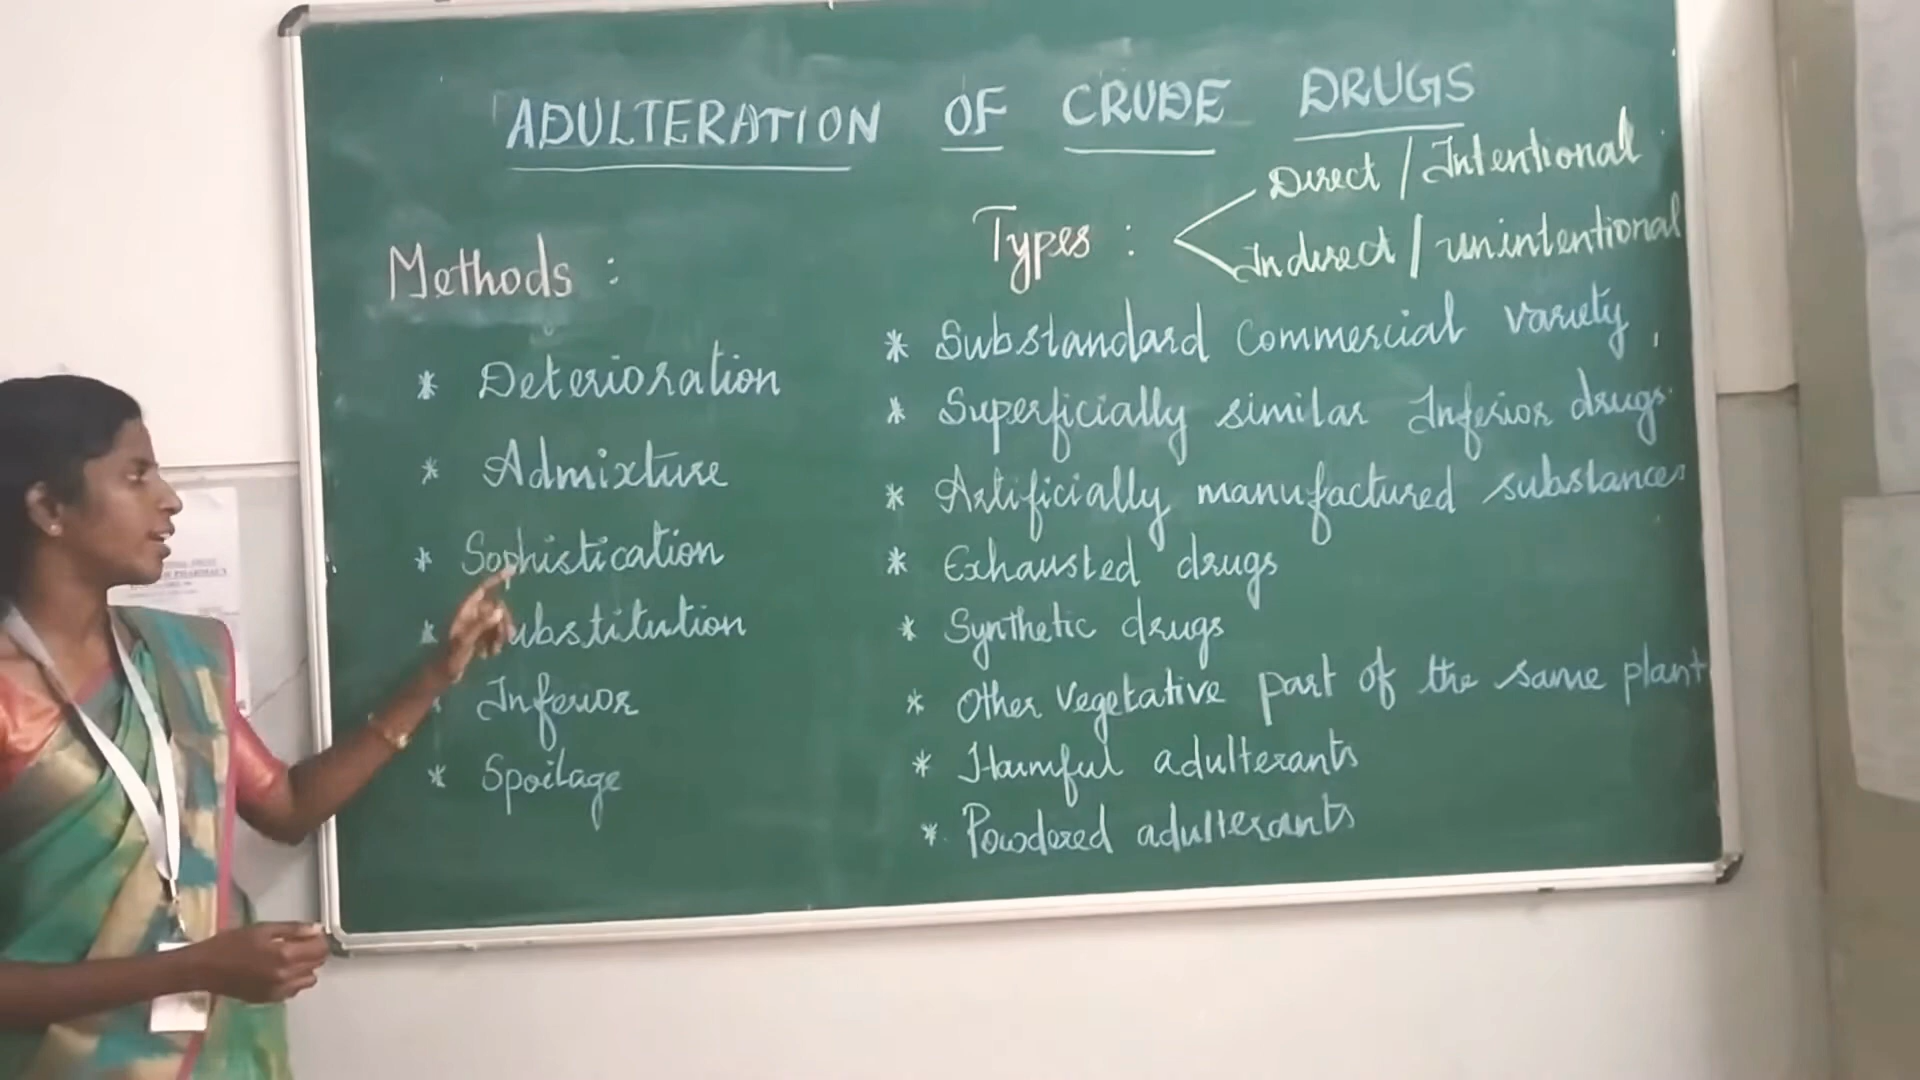 ADULTERATION OF CRUDE DRUGS
Methods :
* Deterioration
* Admixture
* Sophistication
* ubstitution
* Inferior
* Spoilage
Types :
Direct / Intentional
Indirect / unintentional
* Substandard Commercial variety,
* Superficially similar Inferior drugs.
* Artificially manufactured substances
* Exhausted drugs
* Synthetic drugs
* Other vegetative part of the same plant
* Harmful adulterants
* Powdered adulterants
PHARMACY